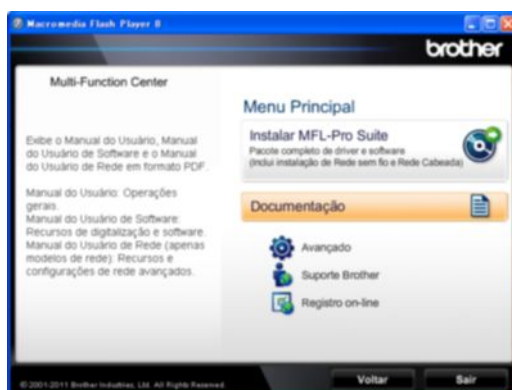 Macromedia Flash Player 8
brother
Multi-Function Center
Exibe o Manual do Usuário, Manual
do Usuário de Software e o Manual
do Usuário de Rede em formato PDF.
Manual do Usuário: Operações
gerais.
Manual do Usuário de Software:
Recursos de digitalização e software.
Manual do Usuário de Rede (apenas
modelos de rede): Recursos e
configurações de rede avançados.
Menu Principal
Instalar MFL-Pro Suite
Pacote completo de driver e software
(Inclui instalação de Rede sem fio e Rede Cabeada)
Documentação
Avançado
Suporte Brother
Registro on-line
© 2001-2011 Brother Industries, Ltd. All Rights Reserved.
Voltar
Sair